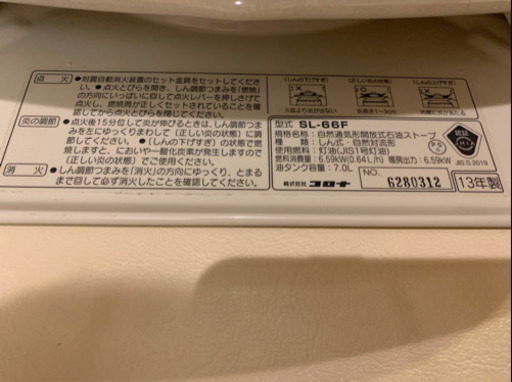 点火
●対震自動消火装置のセット金具をセットしてくださ
い。●点火とびらを開き、しん調節つまみを「燃焼」
の方向にいっぱいに回して点火レバーを押しさげて
点火し、燃焼筒が正しくセットされていることを確
認してから点火とびらを閉じてください。
炎の調節
●点火後15分位して炎が伸びるときは、しん調節つま
みを左にゆっくりまわして【正しい炎の状態】に調
節してください。●【しんの下げすぎ】の状態で燃
焼しますと、においや一酸化炭素が発生しますので
【正しい炎の状態】でご使用ください。
消火
●しん調節つまみを「消火」の方向にゆっくり、とまる
まで回して必ず消火したことを確認してください。
【しんの下げすぎ】
【正しい炎の状態】
【しんの上げすぎ】
型式 SL-66F
規格名称:自然通気形開放式石油ストーブ
種類:しん式・自然対流形
使用燃料:灯油(JIS1号灯油)
燃料消費量:6.59kW(0.64L/h) 暖房出力:6.59kW
油タンク容量:7.0L
株式会社 コロナ
NO. 6280312
13年製
JIS S 2019